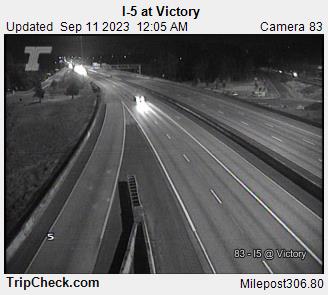 I-5 at Victory
Updated Sep 11 2023 12:05 AM Camera 83
T
5
83 - I5 @ Victory
TripCheck.com Milepost306.80